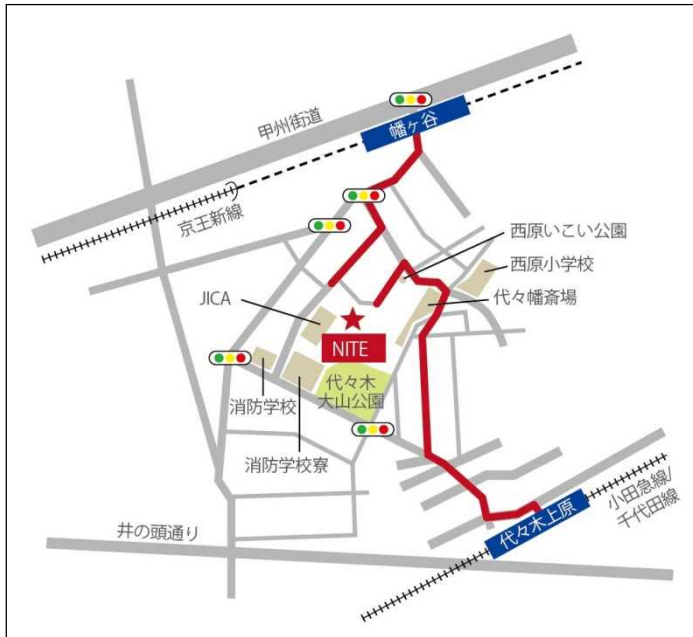 甲州街道
幡ヶ谷
京王新線
西原いこい公園
西原小学校
代々幡斎場
JICA
NITE
代々木
大山公園
消防学校
消防学校寮
小田急線/
千代田線
代々木上原
井の頭通り